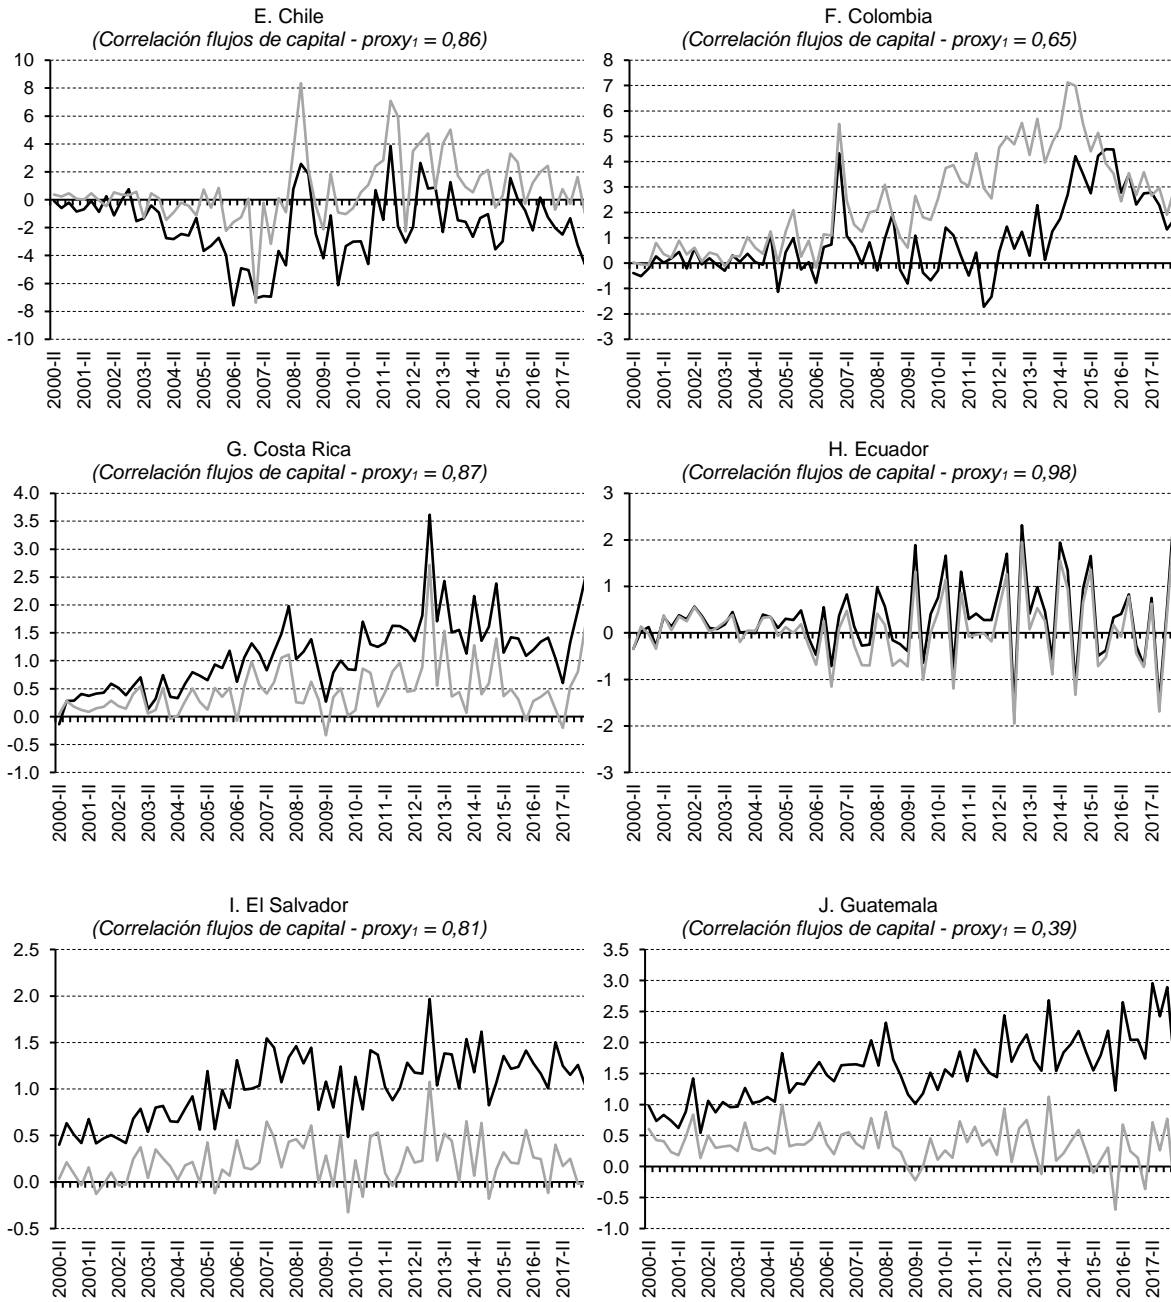 E. Chile
(Correlación flujos de capital - proxy₁ = 0,86)
10
8
6
4
2
0
-2
-4
-6
-8
-10
2000-II
2001-II
2002-II
2003-II
2004-II
2005-II
2006-II
2007-II
2008-II
2009-II
2010-II
2011-II
2012-II
2013-II
2014-II
2015-II
2016-II
2017-II
F. Colombia
(Correlación flujos de capital - proxy₁ = 0,65)
8
7
6
5
4
3
2
1
0
-1
-2
-3
2000-II
2001-II
2002-II
2003-II
2004-II
2005-II
2006-II
2007-II
2008-II
2009-II
2010-II
2011-II
2012-II
2013-II
2014-II
2015-II
2016-II
2017-II
G. Costa Rica
(Correlación flujos de capital - proxy₁ = 0,87)
4.0
3.5
3.0
2.5
2.0
1.5
1.0
0.5
0.0
-0.5
-1.0
2000-II
2001-II
2002-II
2003-II
2004-II
2005-II
2006-II
2007-II
2008-II
2009-II
2010-II
2011-II
2012-II
2013-II
2014-II
2015-II
2016-II
2017-II
H. Ecuador
(Correlación flujos de capital - proxy₁ = 0,98)
3
2
1
0
-1
-2
-3
2000-II
2001-II
2002-II
2003-II
2004-II
2005-II
2006-II
2007-II
2008-II
2009-II
2010-II
2011-II
2012-II
2013-II
2014-II
2015-II
2016-II
2017-II
I. El Salvador
(Correlación flujos de capital - proxy₁ = 0,81)
2.5
2.0
1.5
1.0
0.5
0.0
-0.5
2000-II
2001-II
2002-II
2003-II
2004-II
2005-II
2006-II
2007-II
2008-II
2009-II
2010-II
2011-II
2012-II
2013-II
2014-II
2015-II
2016-II
2017-II
J. Guatemala
(Correlación flujos de capital - proxy₁ = 0,39)
3.5
3.0
2.5
2.0
1.5
1.0
0.5
0.0
-0.5
-1.0
2000-II
2001-II
2002-II
2003-II
2004-II
2005-II
2006-II
2007-II
2008-II
2009-II
2010-II
2011-II
2012-II
2013-II
2014-II
2015-II
2016-II
2017-II